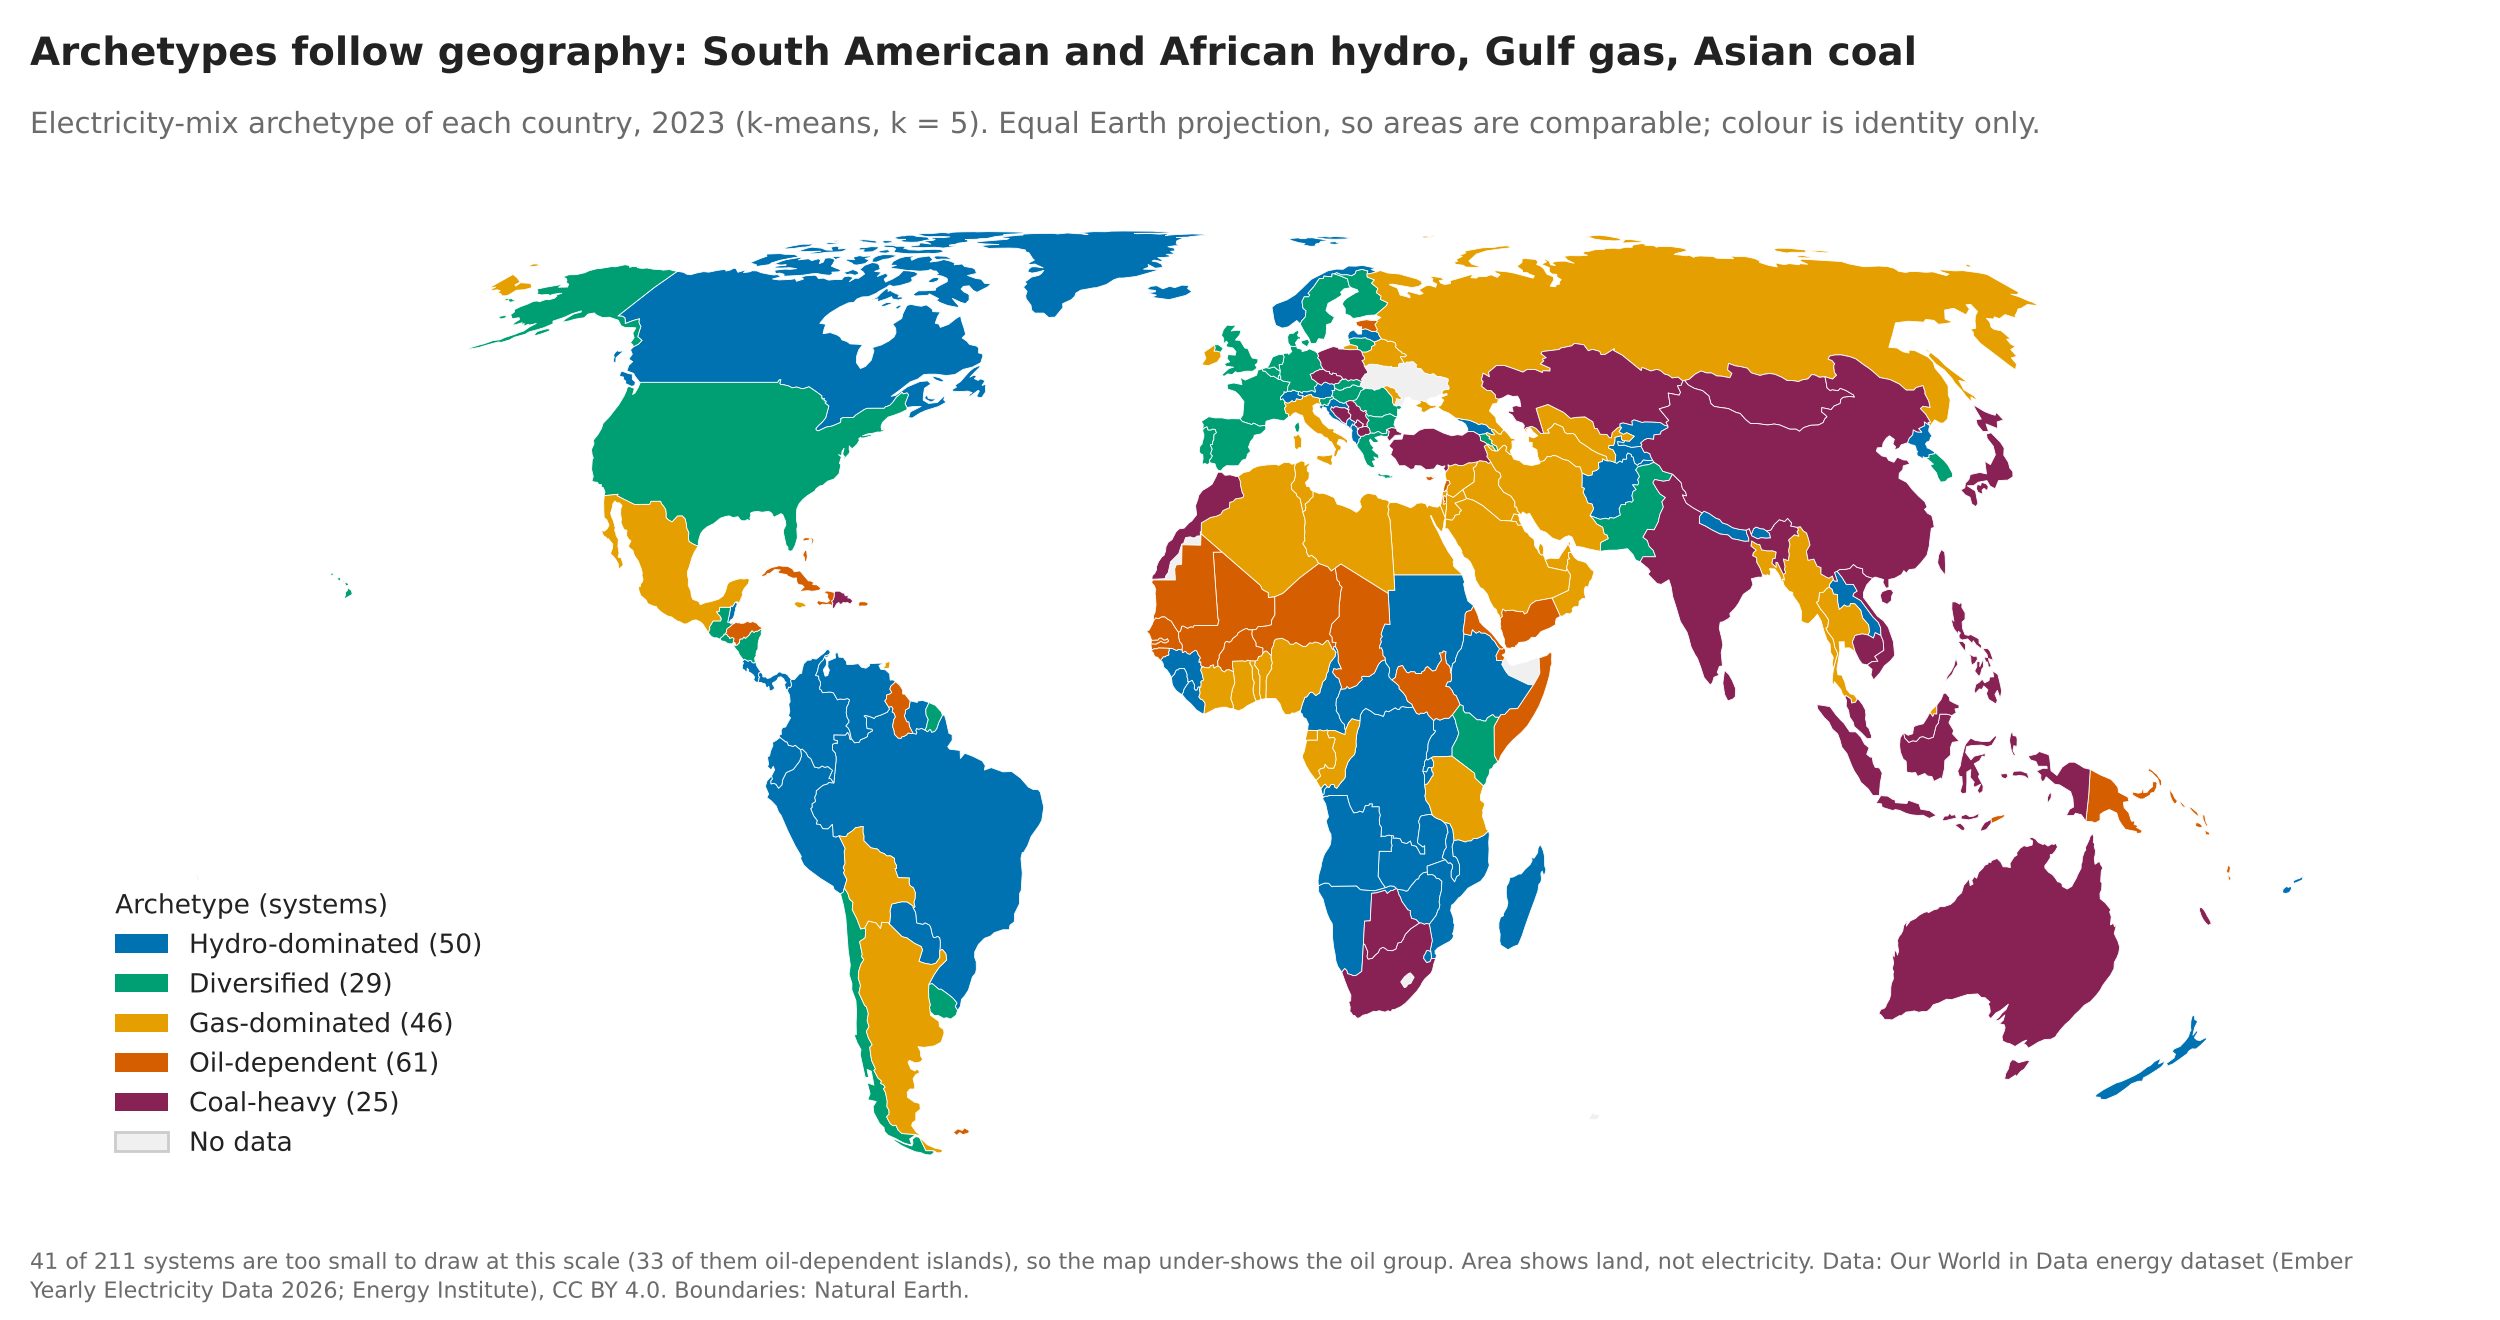 Archetypes follow geography: South American and African hydro, Gulf gas, Asian coal
Electricity-mix archetype of each country, 2023 (k-means, k = 5). Equal Earth projection, so areas are comparable; colour is identity only.
Archetype (systems)
Hydro-dominated (50)
Diversified (29)
Gas-dominated (46)
Oil-dependent (61)
Coal-heavy (25)
No data
41 of 211 systems are too small to draw at this scale (33 of them oil-dependent islands), so the map under-shows the oil group. Area shows land, not electricity. Data: Our World in Data energy dataset (Ember
Yearly Electricity Data 2026; Energy Institute), CC BY 4.0. Boundaries: Natural Earth.